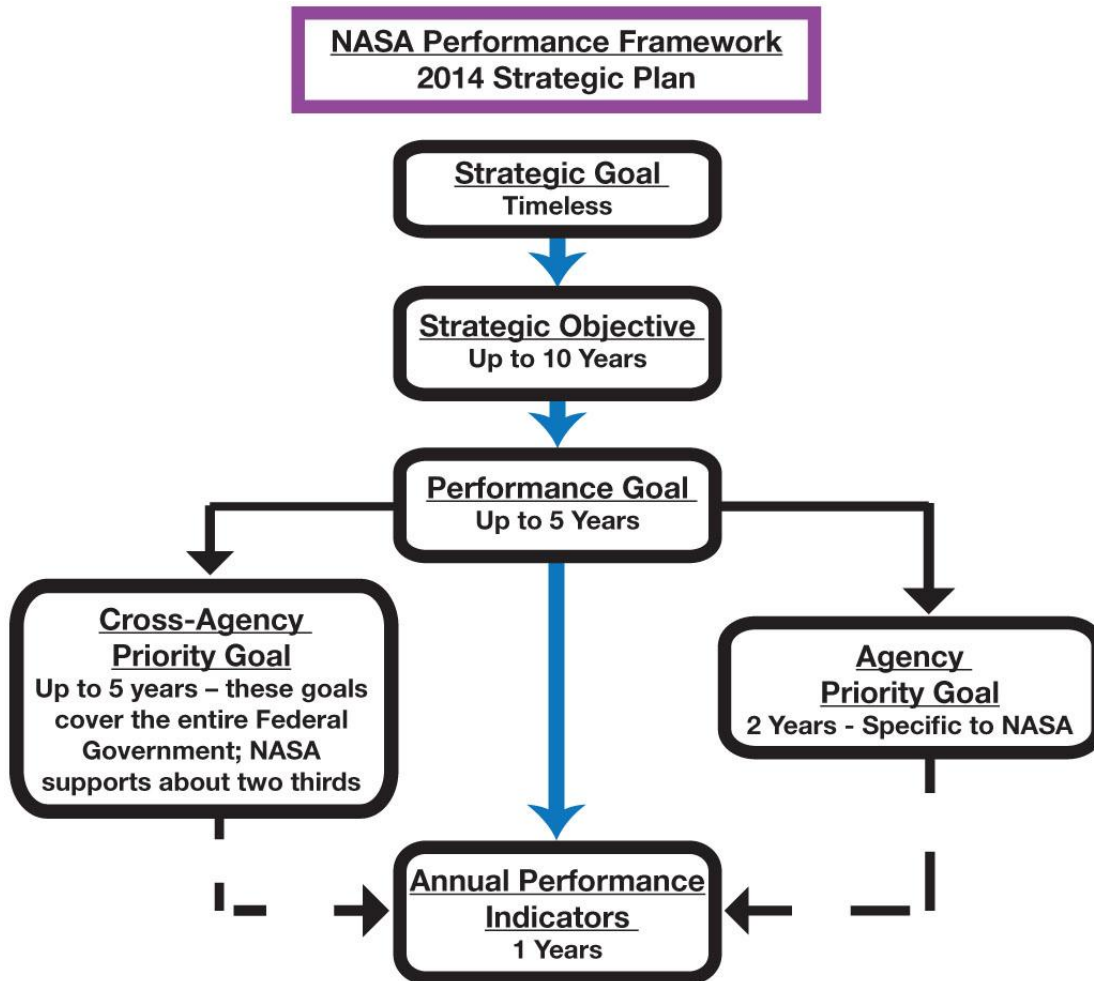 NASA Performance Framework
2014 Strategic Plan
Strategic Goal
Timeless
Strategic Objective
Up to 10 Years
Performance Goal
Up to 5 Years
Cross-Agency
Priority Goal
Up to 5 years – these goals
cover the entire Federal
Government; NASA
supports about two thirds
Agency
Priority Goal
2 Years - Specific to NASA
Annual Performance
Indicators
1 Years